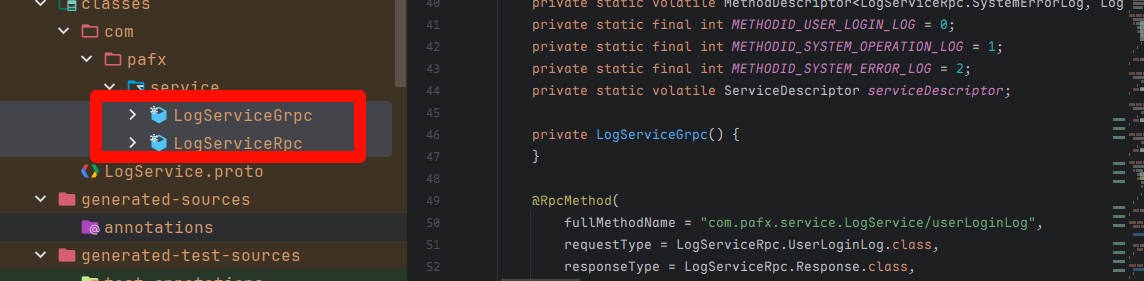 classes
com
pafx
service
LogServiceGrpc
LogServiceRpc
LogService.proto
generated-sources
annotations
generated-test-sources
test-annotations
40 private static volatile MethodDescriptor<LogServiceRpc.SystemErrorLog, Log
41 private static final int METHODID_USER_LOGIN_LOG = 0;
42 private static final int METHODID_SYSTEM_OPERATION_LOG = 1;
43 private static final int METHODID_SYSTEM_ERROR_LOG = 2;
44 private static volatile ServiceDescriptor serviceDescriptor;
45
46 private LogServiceGrpc() {
47 }
48
49 @RpcMethod(
50 fullMethodName = "com.pafx.service.LogService/userLoginLog",
51 requestType = LogServiceRpc.UserLoginLog.class,
52 responseType = LogServiceRpc.Response.class,